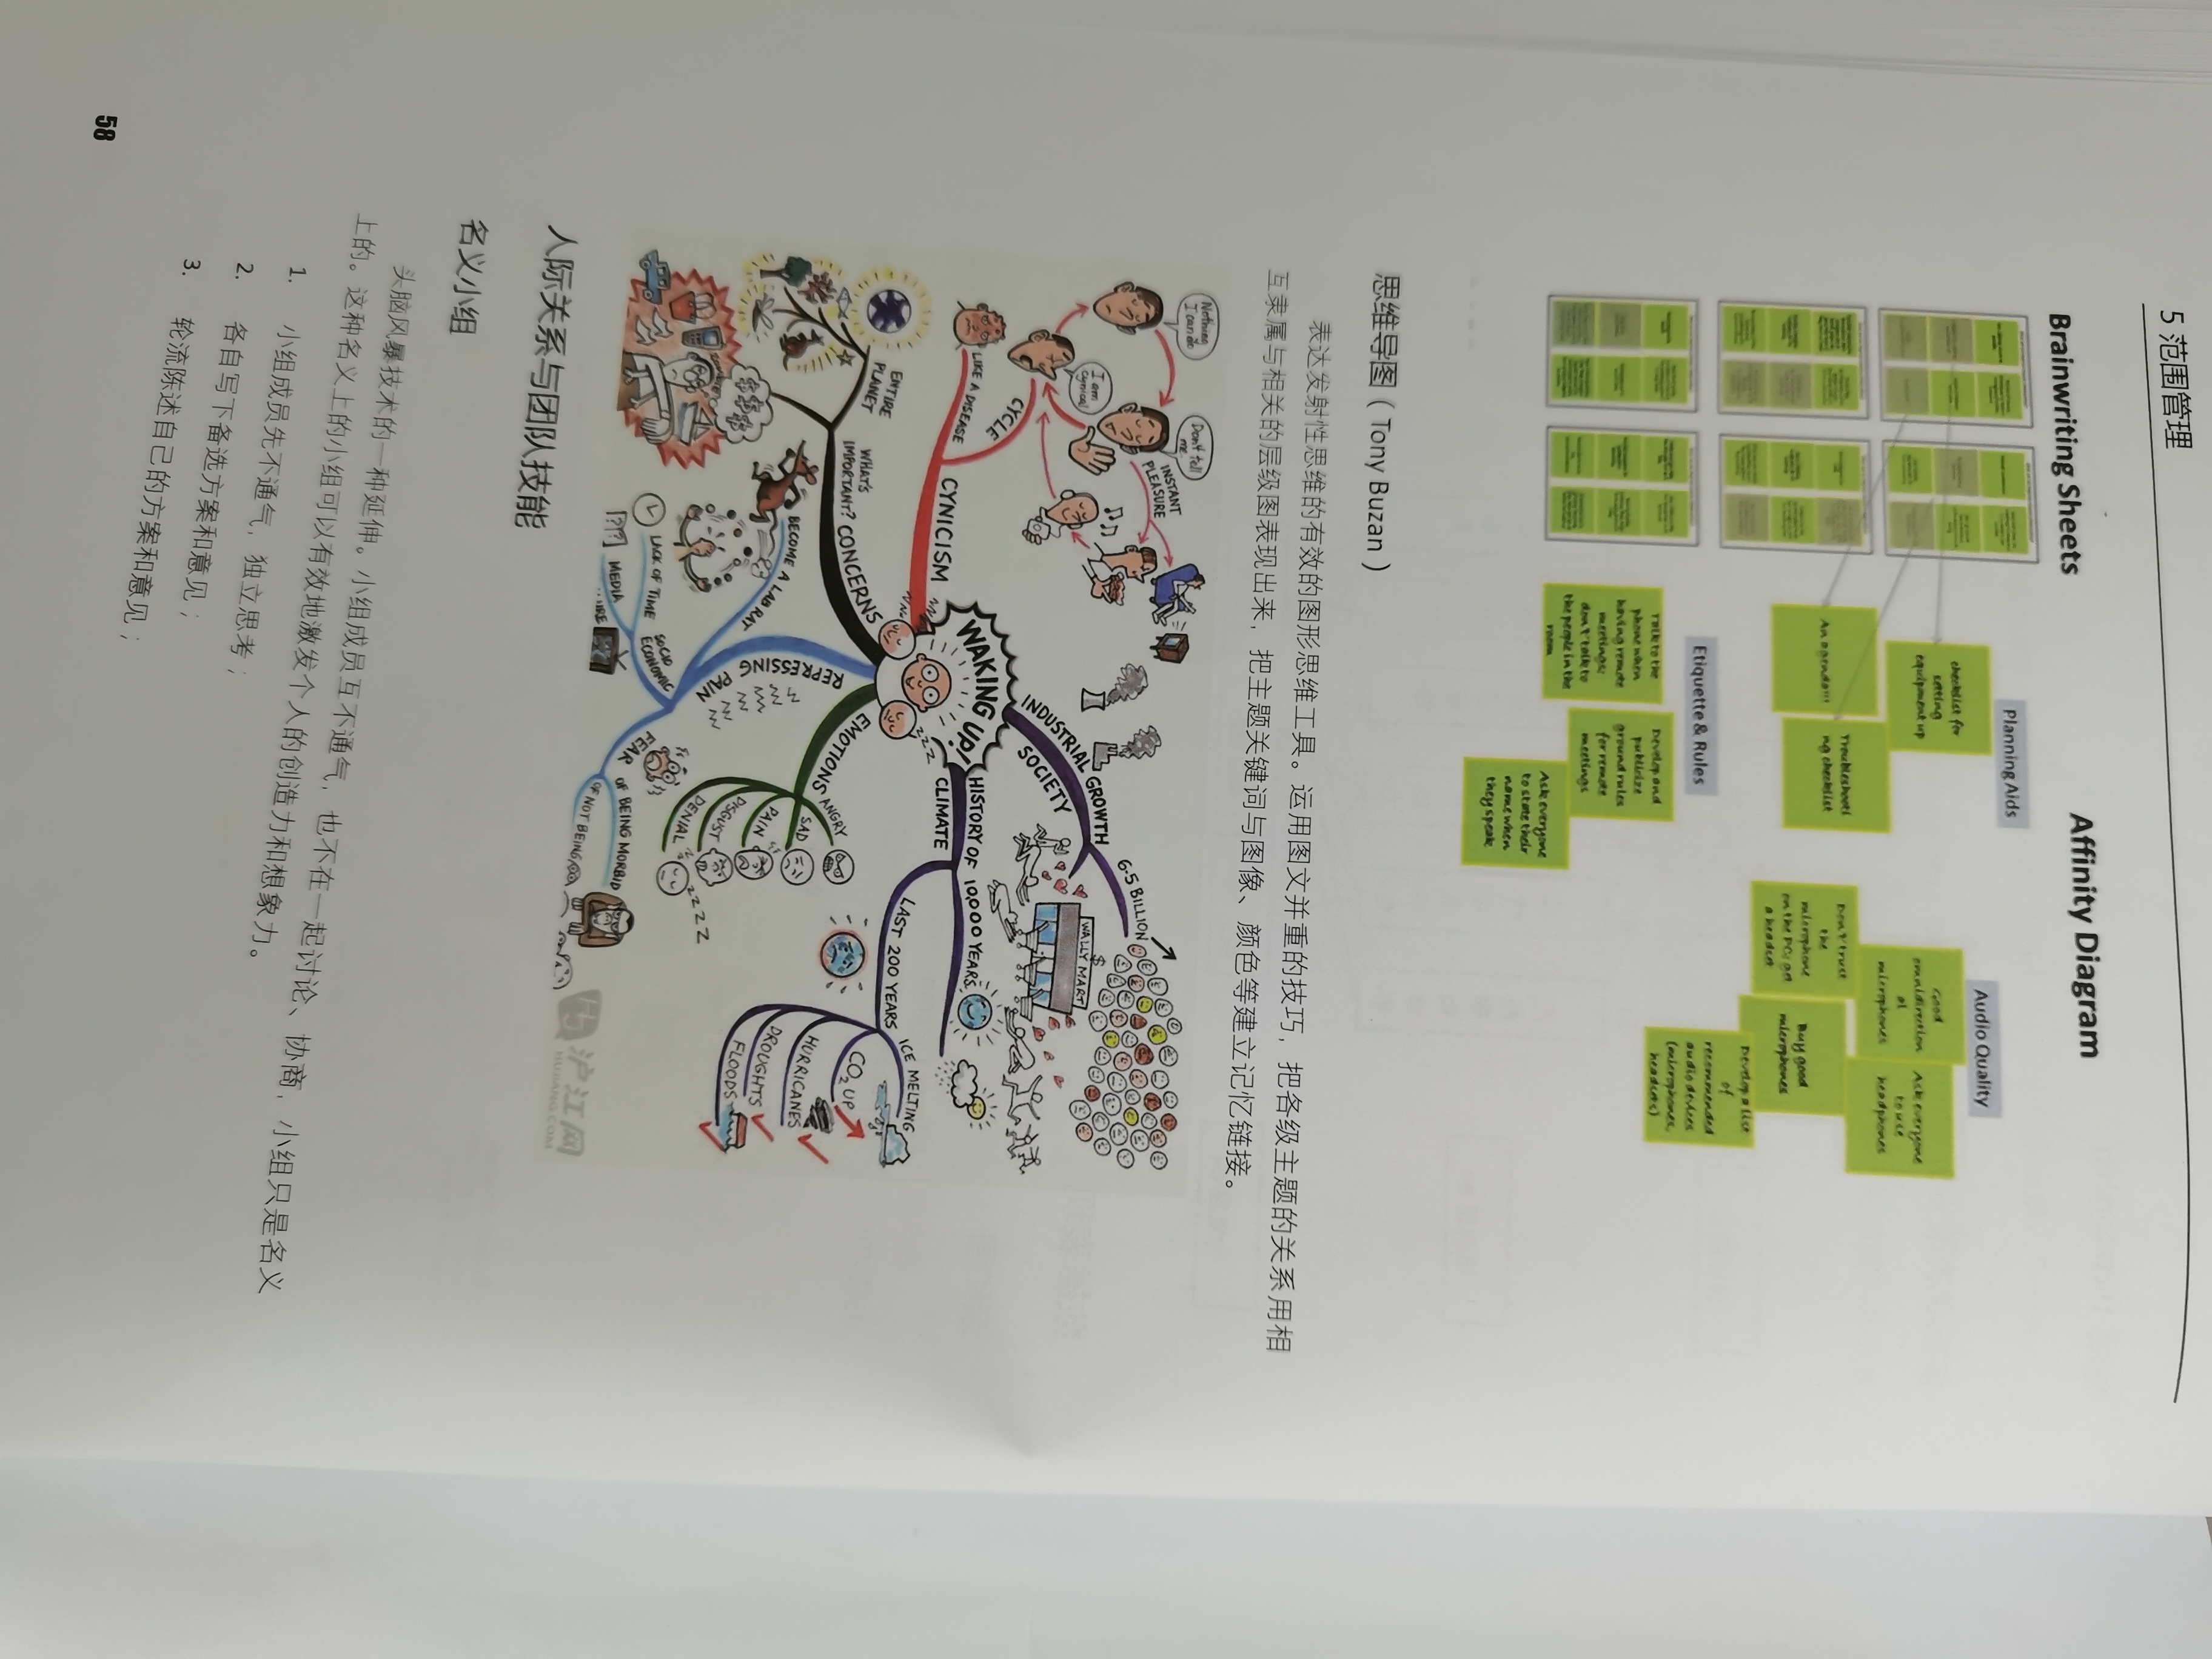 5 范围管理
Brainwriting Sheets
Affinity Diagram
Planning Aids
checklist for
setting
equipment up
An agenda!!!
Troubleshooti
ng checklist
Audio Quality
Good
omnidirection
al
microphones
Ask everyone
to use
headphones
Don't trust
the
microphone
on the PC; get
a headset
Buy good
microphones
Develop a list
of
recommended
audio devices
(microphones,
headsets)
Etiquette & Rules
Talk to the
phone when
having remote
meetings;
don't talk to
the people in the
room
Develop and
publicize
ground rules
for remote
meetings
Ask everyone
to state their
name when
they speak
思维导图（Tony Buzan）
表达发射性思维的有效的图形思维工具。运用图文并重的技巧，把各级主题的关系用相
互隶属与相关的层级图表现出来，把主题关键词与图像、颜色等建立记忆链接。
Nothing
I can do
Don't tell
me
INSTANT
PLEASURE
I am
cynical
CYCLE
LIKE A DISEASE
CYNICISM
WAKING UP!
INDUSTRIAL GROWTH
SOCIETY
6.5 BILLION
$
WALLY MART
HISTORY OF 10,000 YEARS
CLIMATE
LAST 200 YEARS
ICE MELTING
CO2 UP
HURRICANES
DROUGHTS
FLOODS
ENTIRE
PLANET
WHAT'S
IMPORTANT?
CONCERNS
$$$
EMOTIONS
ANGRY
SAD
PAIN
DISGUST
DENIAL
ZZZZ
REPRESSING PAIN
BECOME A LAB RAT
SOCIO
ECONOMIC
LACK OF TIME
MEDIA
FEAR
OF BEING MORBID
OF NOT BEING
沪江网
HUJIANG.COM
人际关系与团队技能
名义小组
头脑风暴技术的一种延伸。小组成员互不通气，也不在一起讨论、协商，小组只是名义
上的。这种名义上的小组可以有效地激发个人的创造力和想象力。
1. 小组成员先不通气，独立思考；
2. 各自写下备选方案和意见；
3. 轮流陈述自己的方案和意见；
58